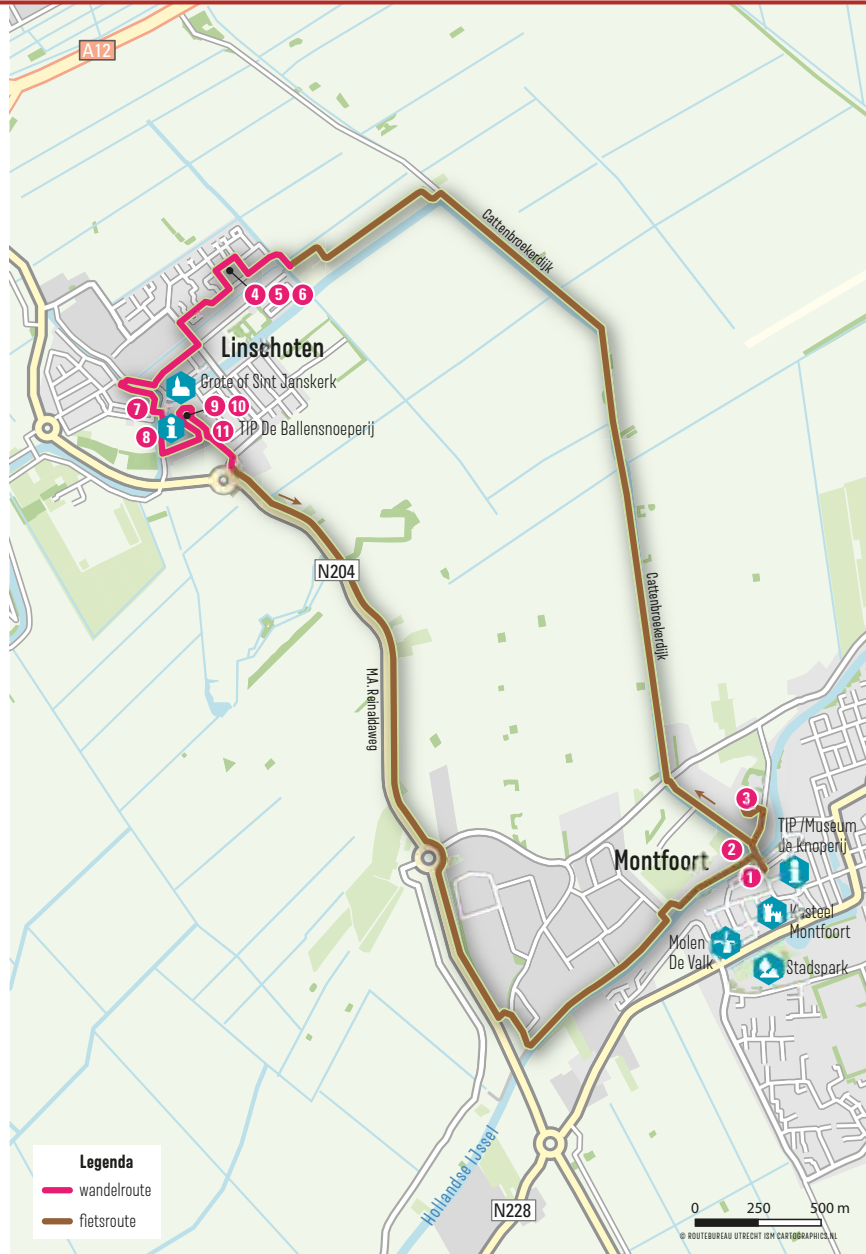 A12
Cattenbroekerdijk
4 5 6
Linschoten
Grote of Sint Janskerk
7
9 10
8
11
TIP De Ballensnoeperij
N204
Cattenbroekerdijk
M.A. Reinaldaweg
3
TIP/Museum
de Knoperij
2
Montfoort
1
Kasteel
Montfoort
Molen
De Valk
Stadspark
Hollandse IJssel
Legenda
wandelroute
fietsroute
N228
0 250 500 m
© ROUTEBUREAU UTRECHT ISM CARTOGRAPHICS.NL